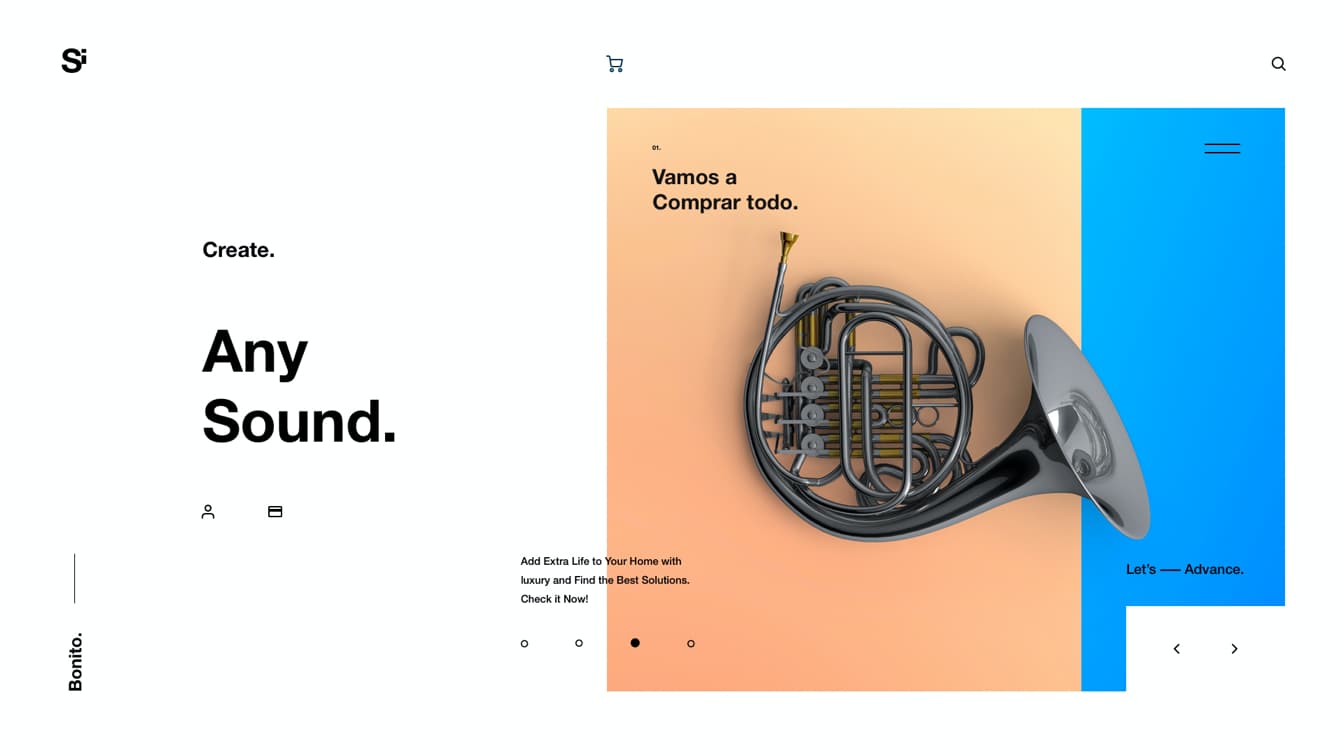 Si
01.
Vamos a
Comprar todo.
Create.
Any
Sound.
Add Extra Life to Your Home with
luxury and Find the Best Solutions.
Check it Now!
Let's — Advance.
Bonito.